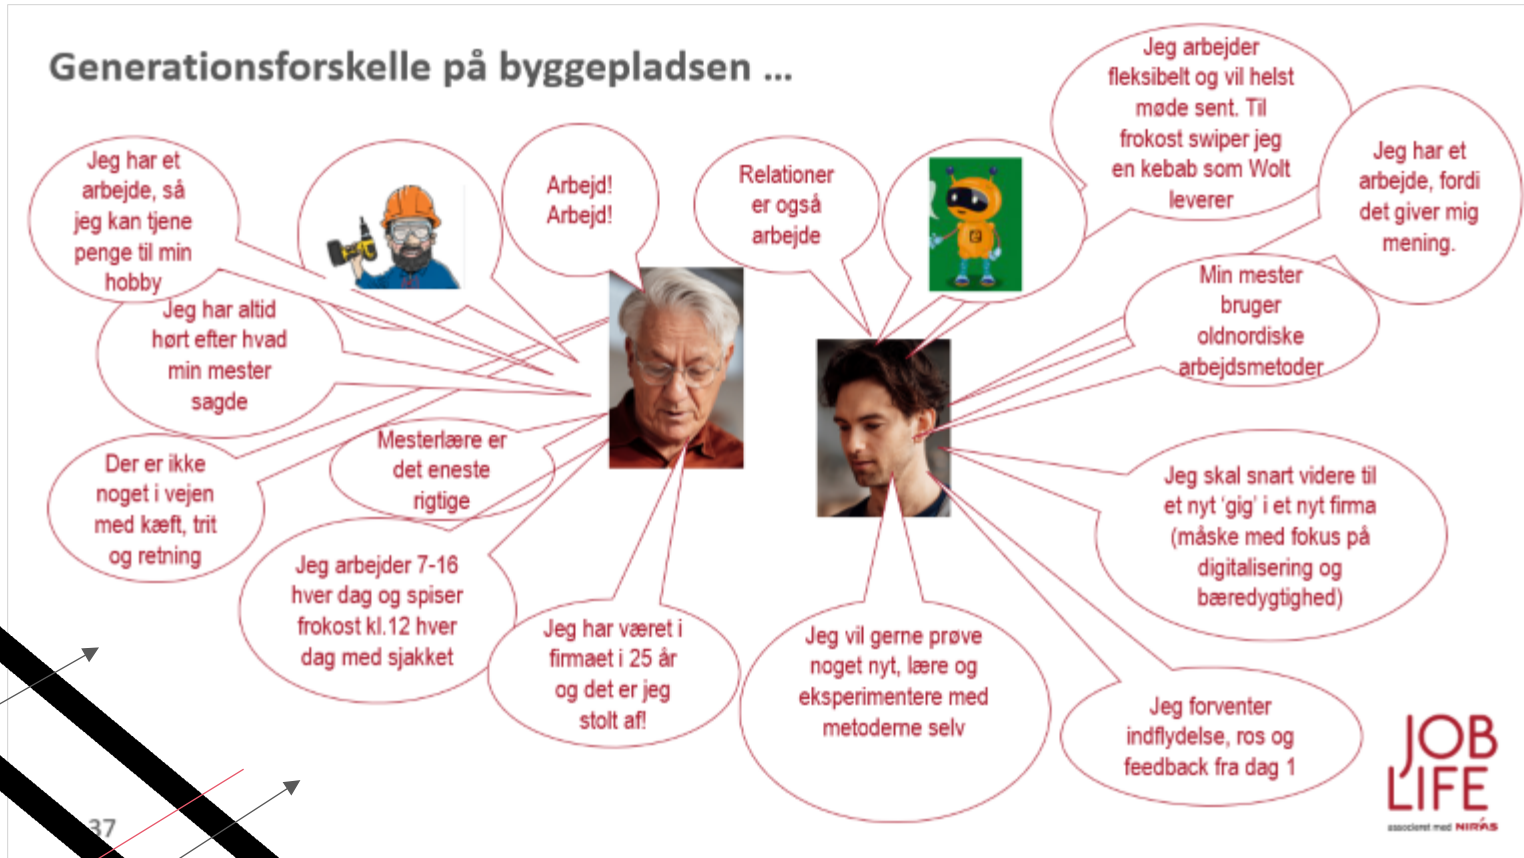 Generationsforskelle på byggepladsen ...
Jeg har et
arbejde, så
jeg kan tjene
penge til min
hobby
Arbejd!
Arbejd!
Jeg har altid
hørt efter hvad
min mester
sagde
Mesterlære er
det eneste
rigtige
Der er ikke
noget i vejen
med kæft, trit
og retning
Jeg arbejder 7-16
hver dag og spiser
frokost kl.12 hver
dag med sjakket
Jeg har været i
firmaet i 25 år
og det er jeg
stolt af!
Relationer
er også
arbejde
Jeg arbejder
fleksibelt og vil helst
møde sent. Til
frokost swiper jeg
en kebab som Wolt
leverer
Jeg har et
arbejde, fordi
det giver mig
mening.
Min mester
bruger
oldnordiske
arbejdsmetoder
Jeg skal snart videre til
et nyt 'gig' i et nyt firma
(måske med fokus på
digitalisering og
bæredygtighed)
Jeg vil gerne prøve
noget nyt, lære og
eksperimentere med
metoderne selv
Jeg forventer
indflydelse, ros og
feedback fra dag 1
JOB
LIFE
associeret med NIRAS
37